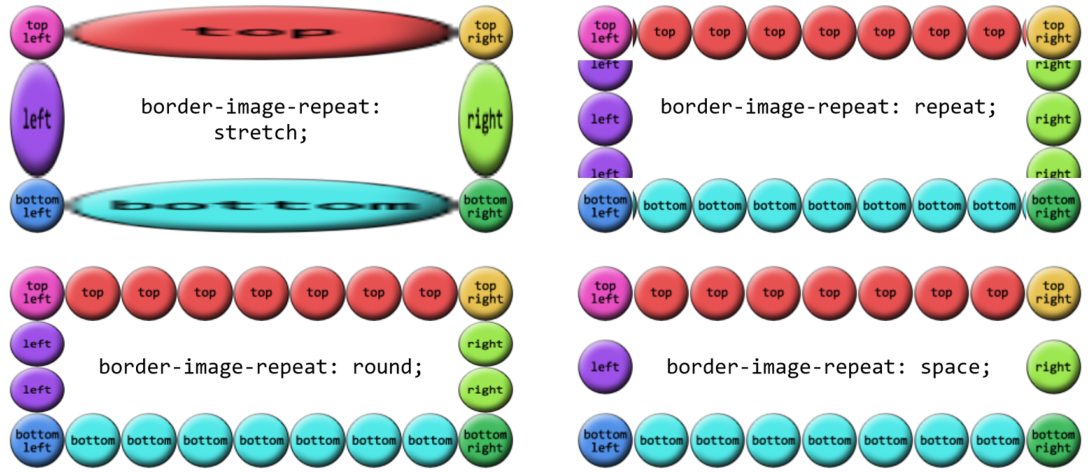 top left
top
top right
left
border-image-repeat:
stretch;
right
bottom left
bottom
bottom right
top left
top top top top top top top
top right
left
right
left
border-image-repeat: repeat;
right
left
right
bottom left
bottom bottom bottom bottom bottom bottom bottom
bottom right
top left
top top top top top top top
top right
left
right
border-image-repeat: round;
left
right
bottom left
bottom bottom bottom bottom bottom bottom bottom
bottom right
top left
top top top top top top top
top right
left
border-image-repeat: space;
right
bottom left
bottom bottom bottom bottom bottom bottom bottom
bottom right